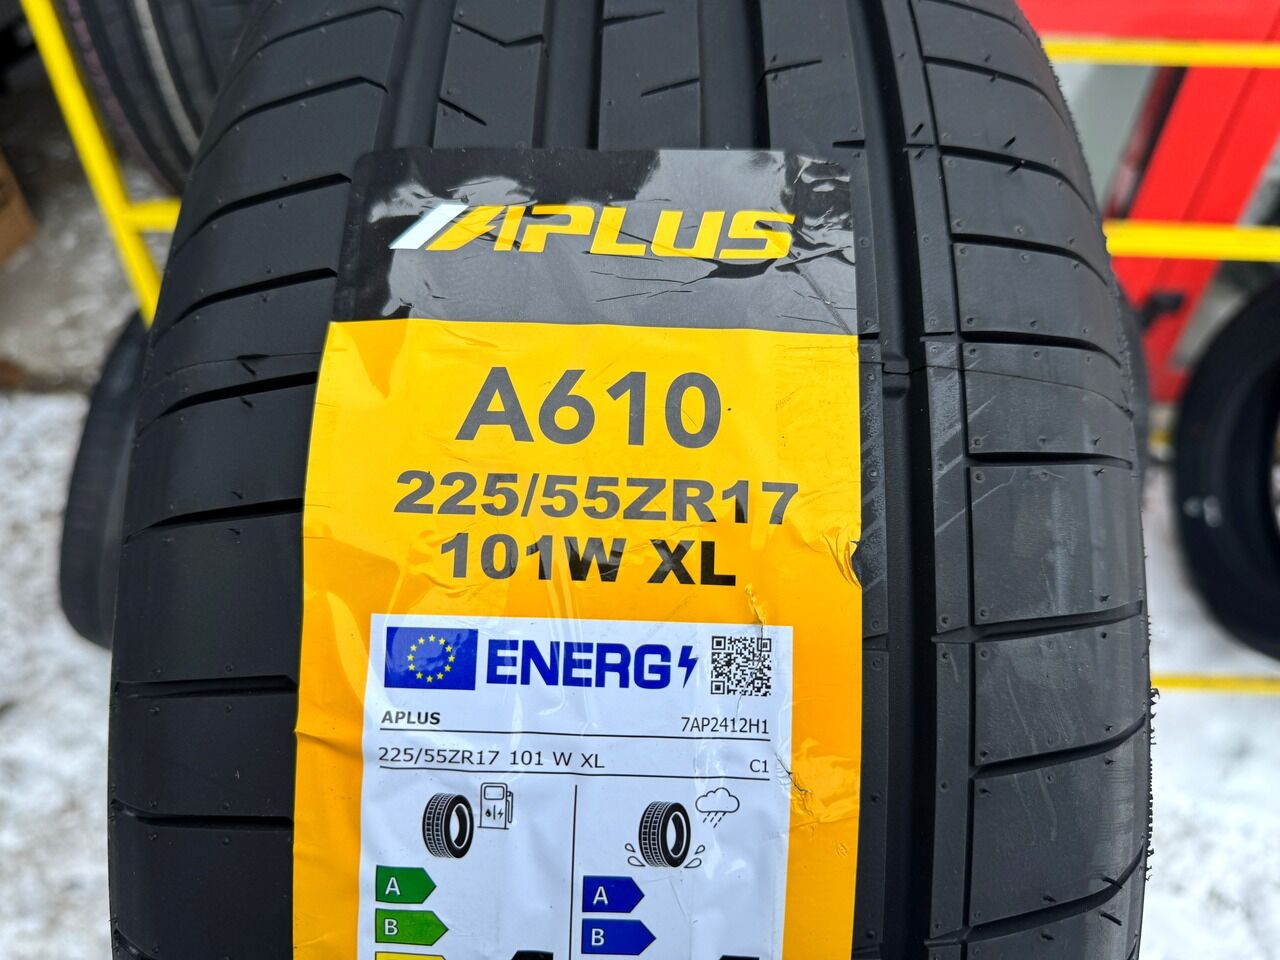 APLUS
A610
225/55ZR17
101W XL
ENERG
APLUS 7AP2412H1
225/55ZR17 101 W XL C1
A A
B B